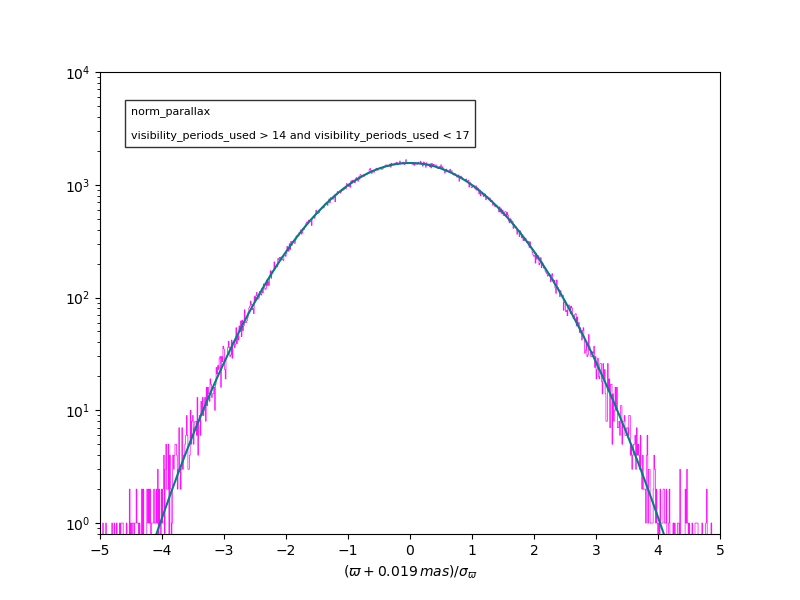 norm_parallax
visibility_periods_used > 14 and visibility_periods_used < 17
10⁴
10³
10²
10¹
10⁰
−5 −4 −3 −2 −1 0 1 2 3 4 5
(ϖ + 0.019 mas)/σ_ϖ